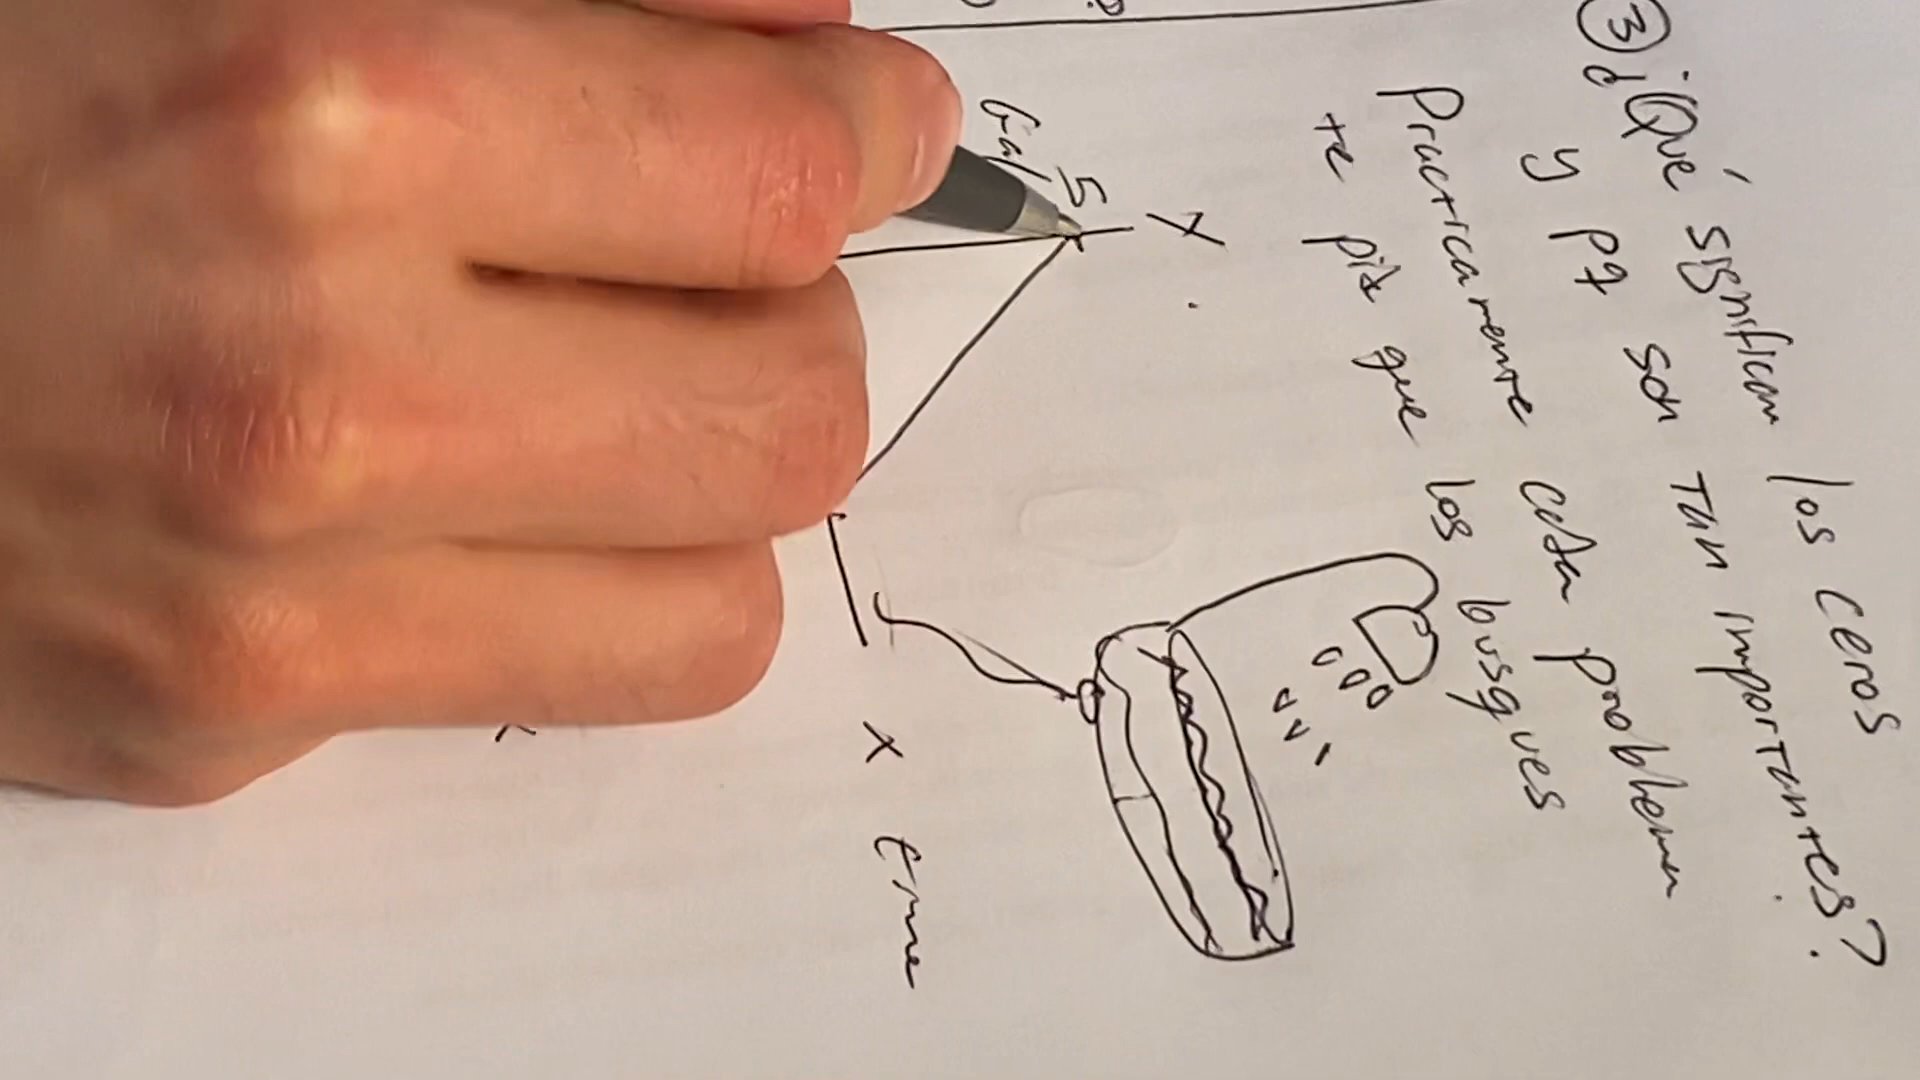 ③ ¿Qué significan los ceros
y pq son tan importantes?
Practicamente cada problema
te pide que los busques
Y
5
Gal
x time